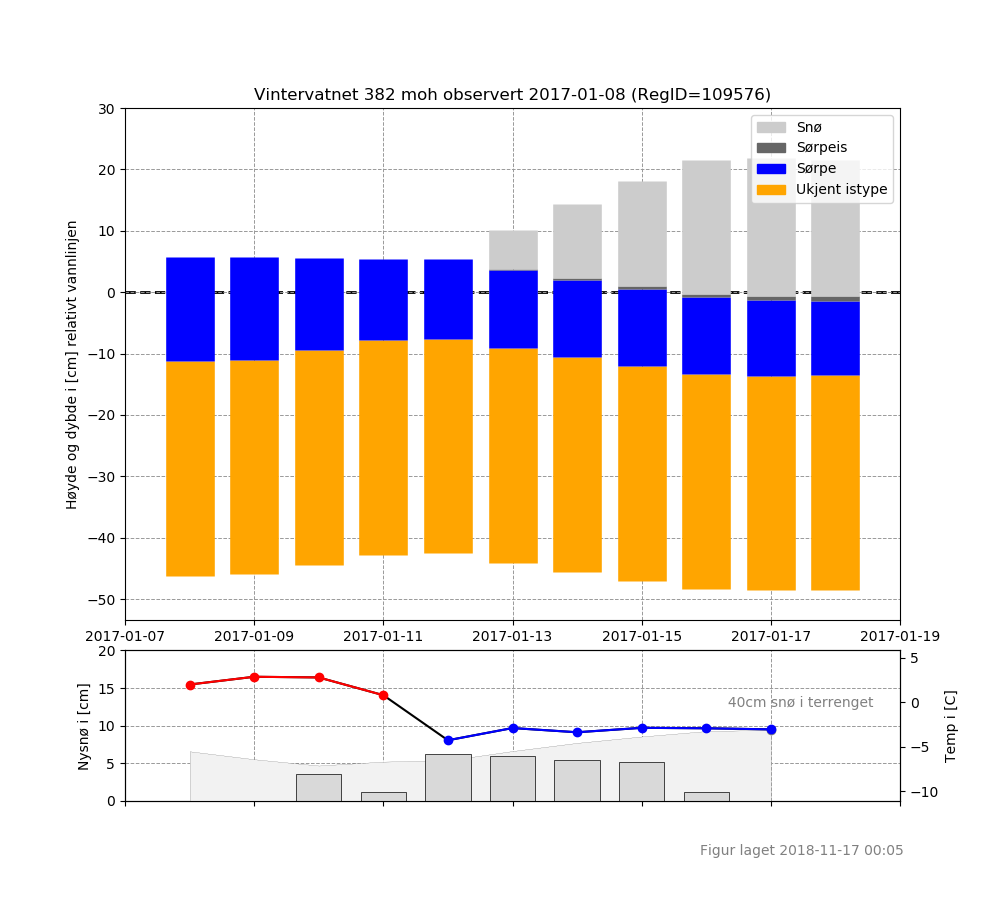 Vintervatnet 382 moh observert 2017-01-08 (RegID=109576)
Høyde og dybde i [cm] relativt vannlinjen
30
20
10
0
−10
−20
−30
−40
−50
Snø
Sørpeis
Sørpe
Ukjent istype
2017-01-07 2017-01-09 2017-01-11 2017-01-13 2017-01-15 2017-01-17 2017-01-19
Nysnø i [cm]
20
15
10
5
0
40cm snø i terrenget
5
0
−5
−10
Temp i [C]
Figur laget 2018-11-17 00:05